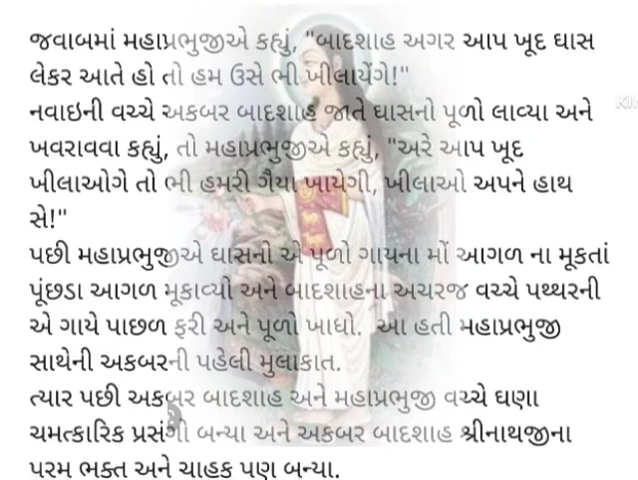 જવાબમાં મહાપ્રભુજીએ કહ્યું, "બાદશાહ અગર આપ ખૂદ ઘાસ
લેકર આતે હો તો હમ ઉસે ભી ખીલાયેંગે!"
નવાઇની વચ્ચે અકબર બાદશાહ જાતે ઘાસનો પૂળો લાવ્યા અને
ખવરાવવા કહ્યું, તો મહાપ્રભુજીએ કહ્યું, "અરે આપ ખૂદ
ખીલાઓગે તો ભી હમરી ગૈયા ખાયેગી, ખીલાઓ અપને હાથ
સે!"
પછી મહાપ્રભુજીએ ઘાસનો એ પૂળો ગાયના મોં આગળ ના મૂકતાં
પૂંછડા આગળ મૂકાવ્યો અને બાદશાહના અચરજ વચ્ચે પથ્થરની
એ ગાયે પાછળ ફરી અને પૂળો ખાધો. આ હતી મહાપ્રભુજી
સાથેની અકબરની પહેલી મુલાકાત.
ત્યાર પછી અકબર બાદશાહ અને મહાપ્રભુજી વચ્ચે ઘણા
ચમત્કારિક પ્રસંગો બન્યા અને અકબર બાદશાહ શ્રીનાથજીના
પરમ ભક્ત અને ચાહક પણ બન્યા.